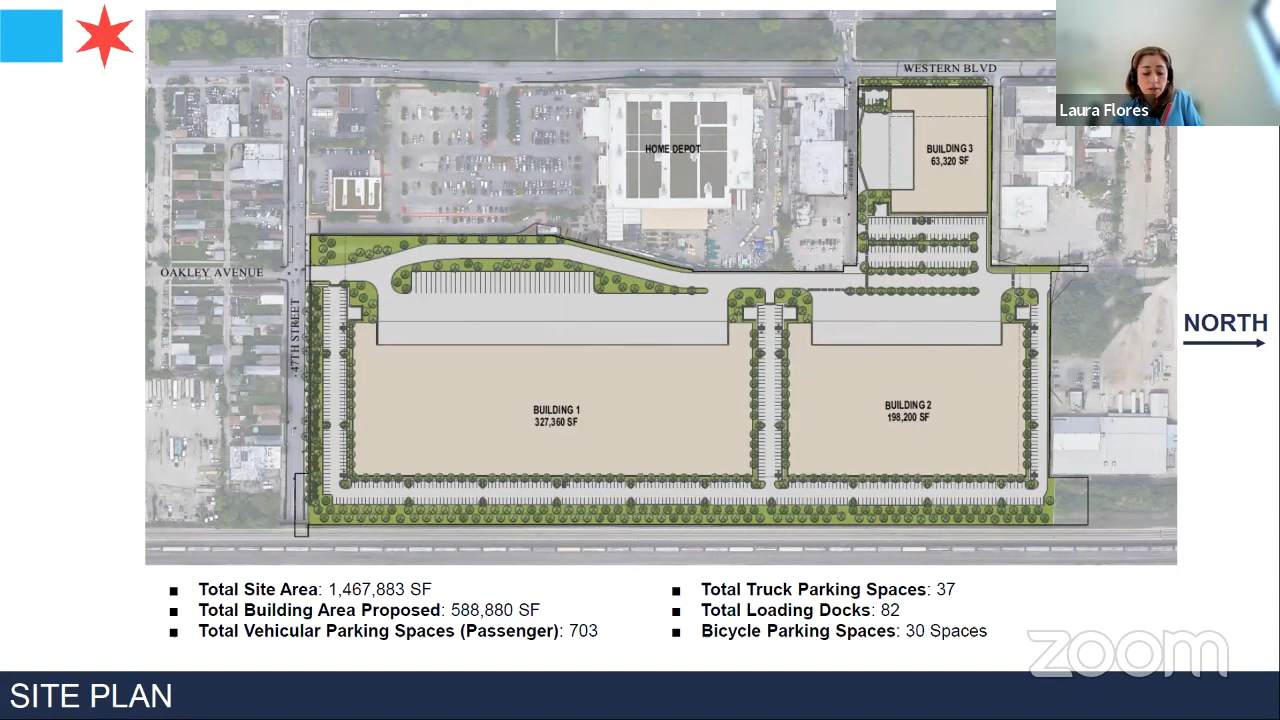 WESTERN BLVD
Laura Flores
HOME DEPOT
BUILDING 3
63,320 SF
OAKLEY AVENUE
47TH STREET
NORTH
BUILDING 1
327,360 SF
BUILDING 2
198,200 SF
■ Total Site Area: 1,467,883 SF
■ Total Building Area Proposed: 588,880 SF
■ Total Vehicular Parking Spaces (Passenger): 703
■ Total Truck Parking Spaces: 37
■ Total Loading Docks: 82
■ Bicycle Parking Spaces: 30 Spaces
zoom
SITE PLAN